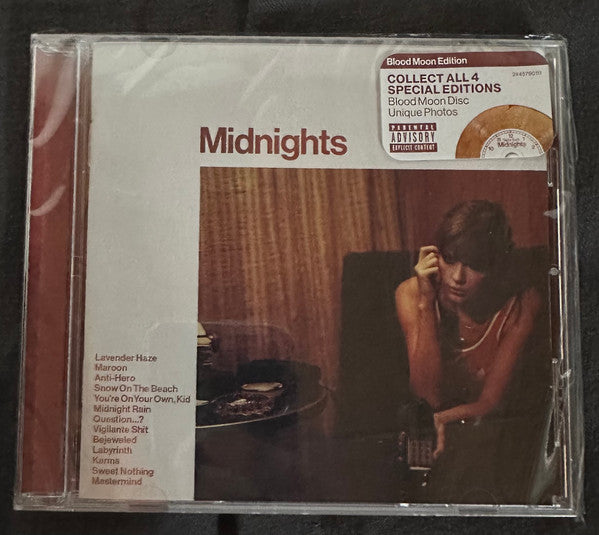 Blood Moon Edition
COLLECT ALL 4
SPECIAL EDITIONS
Blood Moon Disc
Unique Photos
PARENTAL
ADVISORY
EXPLICIT CONTENT
Midnights
Midnights
Lavender Haze
Maroon
Anti-Hero
Snow On The Beach
You're On Your Own, Kid
Midnight Rain
Question...?
Vigilante Shit
Bejeweled
Labyrinth
Karma
Sweet Nothing
Mastermind